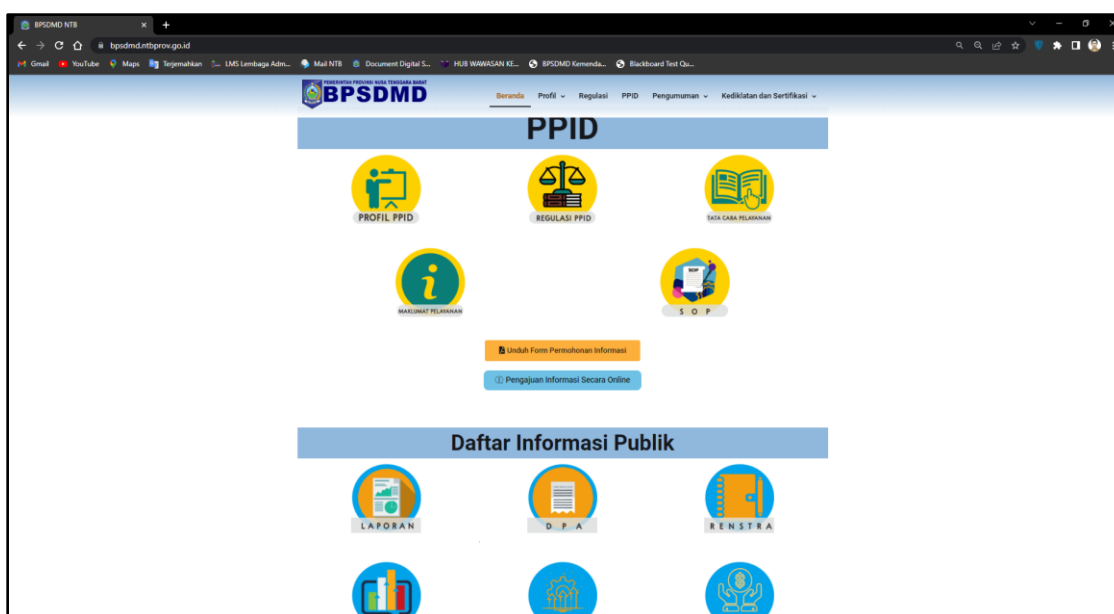 BPSDMD NTB
bpsdmd.ntbprov.go.id
Gmail YouTube Maps Terjemahkan LMS Lembaga Adm... Mail NTB Document Digital S... HUB WAWASAN KE... BPSDMD Kemenda... Blackboard Test Qu...
PEMERINTAH PROVINSI NUSA TENGGARA BARAT
BPSDMD
Beranda Profil Regulasi PPID Pengumuman Kediklatan dan Sertifikasi
PPID
PROFIL PPID REGULASI PPID TATA CARA PELAYANAN
SOP
MAKLUMAT PELAYANAN S O P
Unduh Form Permohonan Informasi
Pengajuan Informasi Secara Online
Daftar Informasi Publik
LAPORAN D P A RENSTRA